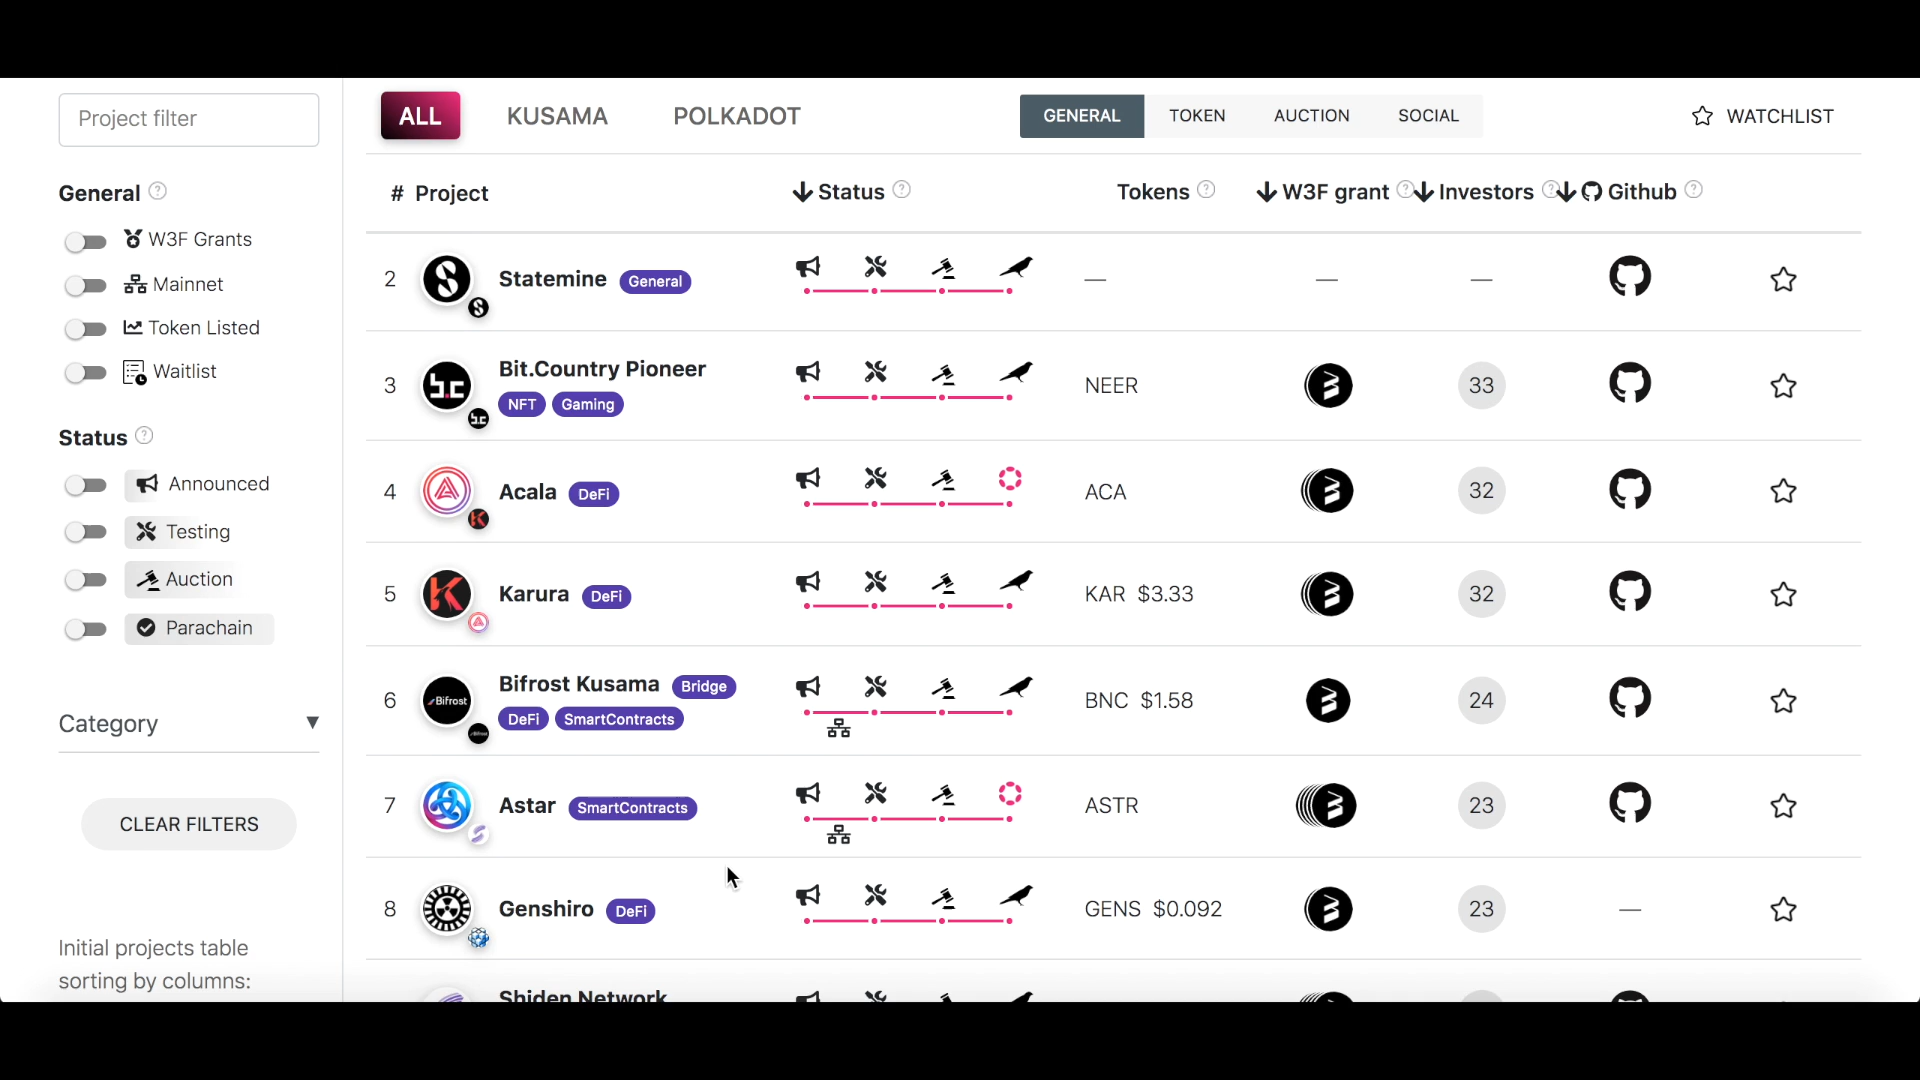 Project filter
ALL KUSAMA POLKADOT GENERAL TOKEN AUCTION SOCIAL WATCHLIST
General
W3F Grants
Mainnet
Token Listed
Waitlist
Status
Announced
Testing
Auction
Parachain
Category
CLEAR FILTERS
Initial projects table
sorting by columns:
# Project Status Tokens W3F grant Investors Github
2 Statemine General — — —
3 Bit.Country Pioneer NFT Gaming NEER 33
4 Acala DeFi ACA 32
5 Karura DeFi KAR $3.33 32
6 Bifrost Bifrost Kusama Bridge
DeFi SmartContracts BNC $1.58 24
7 Astar SmartContracts ASTR 23
8 Genshiro DeFi GENS $0.092 23 —
Shiden Network